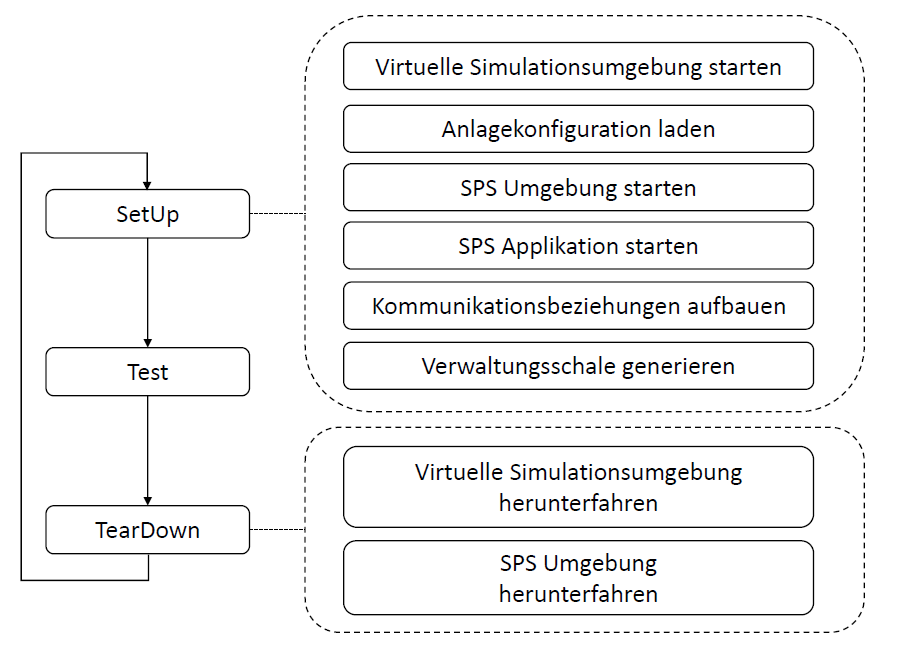 Virtuelle Simulationsumgebung starten
Anlagekonfiguration laden
SPS Umgebung starten
SetUp
SPS Applikation starten
Kommunikationsbeziehungen aufbauen
Verwaltungsschale generieren
Test
Virtuelle Simulationsumgebung
herunterfahren
TearDown
SPS Umgebung
herunterfahren